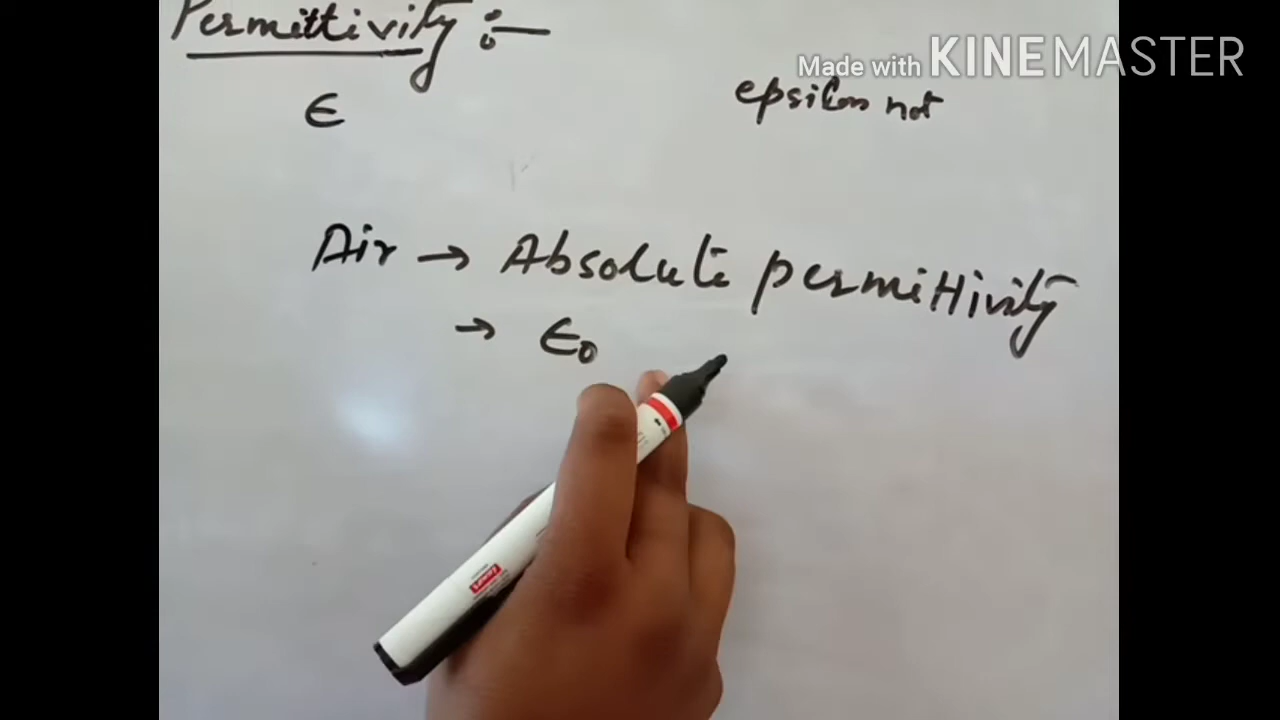 Permittivity :-
Made with KINEMASTER
ϵ
epsilon not
Air → Absolute permittivity
→ ϵ0